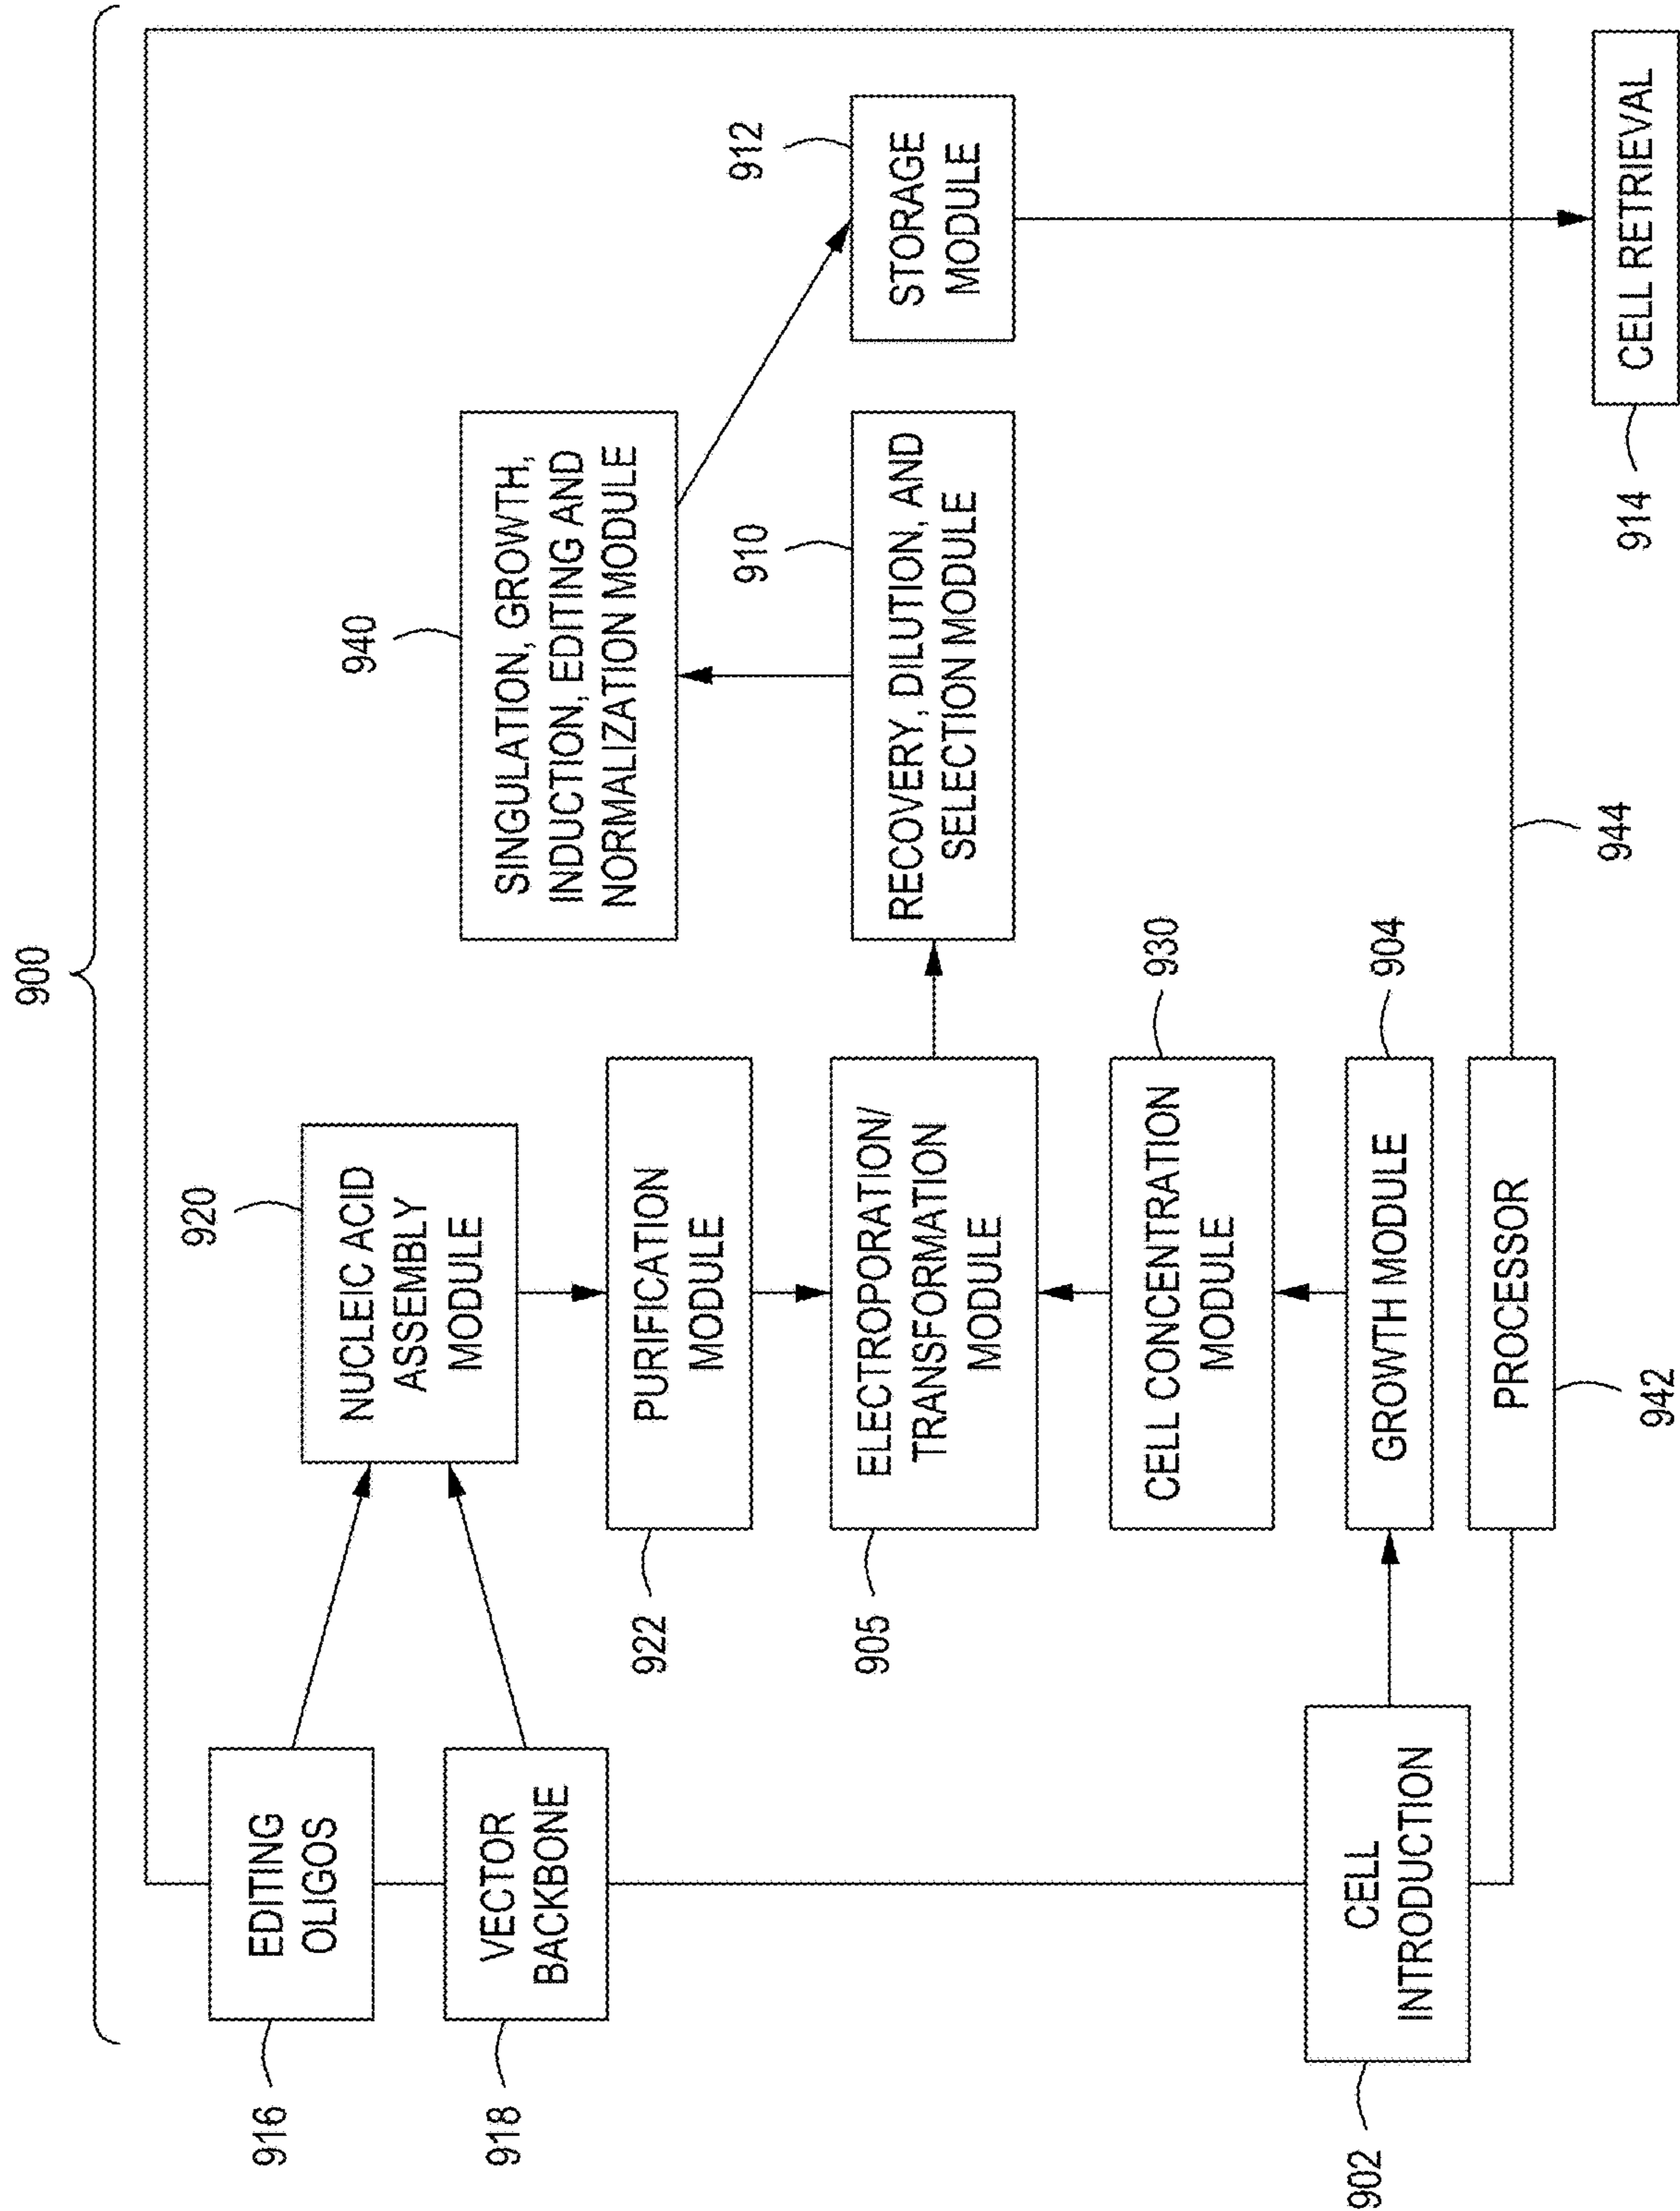 900
916
EDITING
OLIGOS
918
VECTOR
BACKBONE
920
NUCLEIC ACID
ASSEMBLY
MODULE
922
PURIFICATION
MODULE
905
ELECTROPORATION/
TRANSFORMATION
MODULE
CELL CONCENTRATION
MODULE
930
902
CELL
INTRODUCTION
GROWTH MODULE
904
PROCESSOR
942
944
940
SINGULATION, GROWTH,
INDUCTION, EDITING AND
NORMALIZATION MODULE
910
RECOVERY, DILUTION, AND
SELECTION MODULE
912
STORAGE
MODULE
914
CELL RETRIEVAL